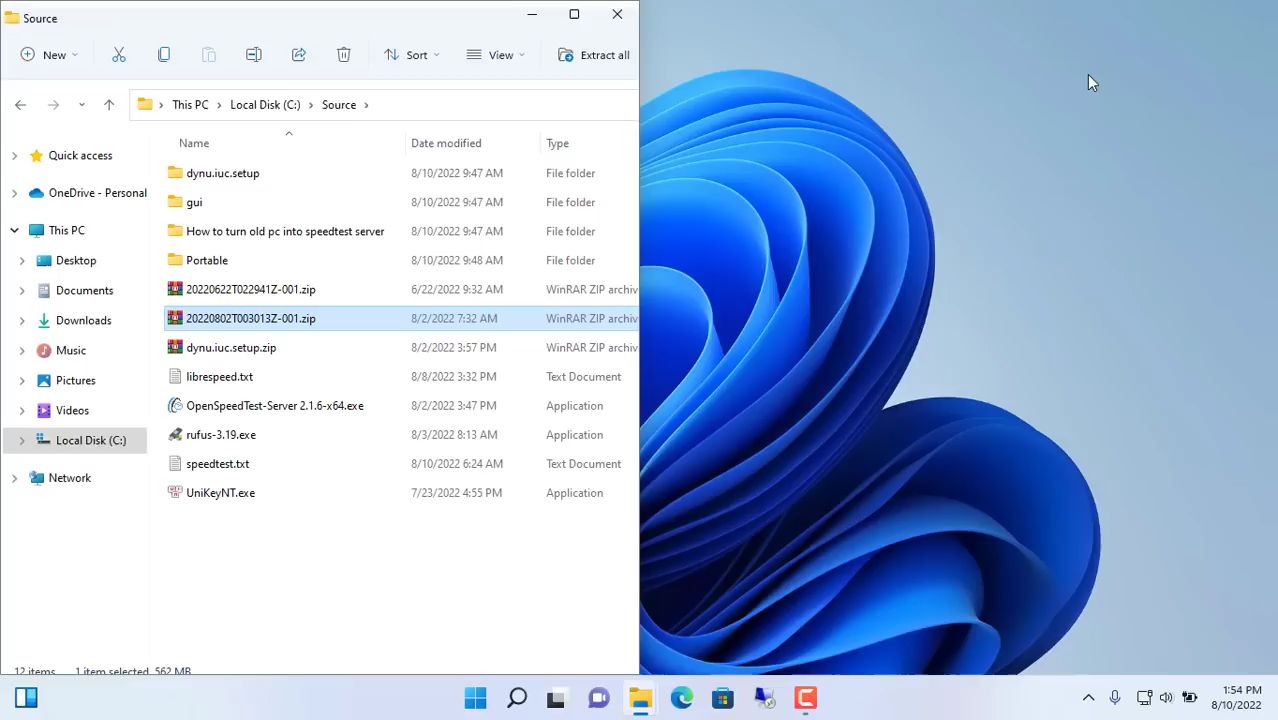 Source
New Sort View Extract all
This PC Local Disk (C:) Source
Name Date modified Type
Quick access
OneDrive - Personal
This PC
Desktop
Documents
Downloads
Music
Pictures
Videos
Local Disk (C:)
Network
dynu.iuc.setup 8/10/2022 9:47 AM File folder
gui 8/10/2022 9:47 AM File folder
How to turn old pc into speedtest server 8/10/2022 9:47 AM File folder
Portable 8/10/2022 9:48 AM File folder
20220622T022941Z-001.zip 6/22/2022 9:32 AM WinRAR ZIP archiv
20220802T003013Z-001.zip 8/2/2022 7:32 AM WinRAR ZIP archiv
dynu.iuc.setup.zip 8/2/2022 3:57 PM WinRAR ZIP archiv
librespeed.txt 8/8/2022 3:32 PM Text Document
OpenSpeedTest-Server 2.1.6-x64.exe 8/2/2022 3:47 PM Application
rufus-3.19.exe 8/3/2022 8:13 AM Application
speedtest.txt 8/10/2022 6:24 AM Text Document
UniKeyNT.exe 7/23/2022 4:55 PM Application
12 items 1 item selected 562 MB
1:54 PM
8/10/2022